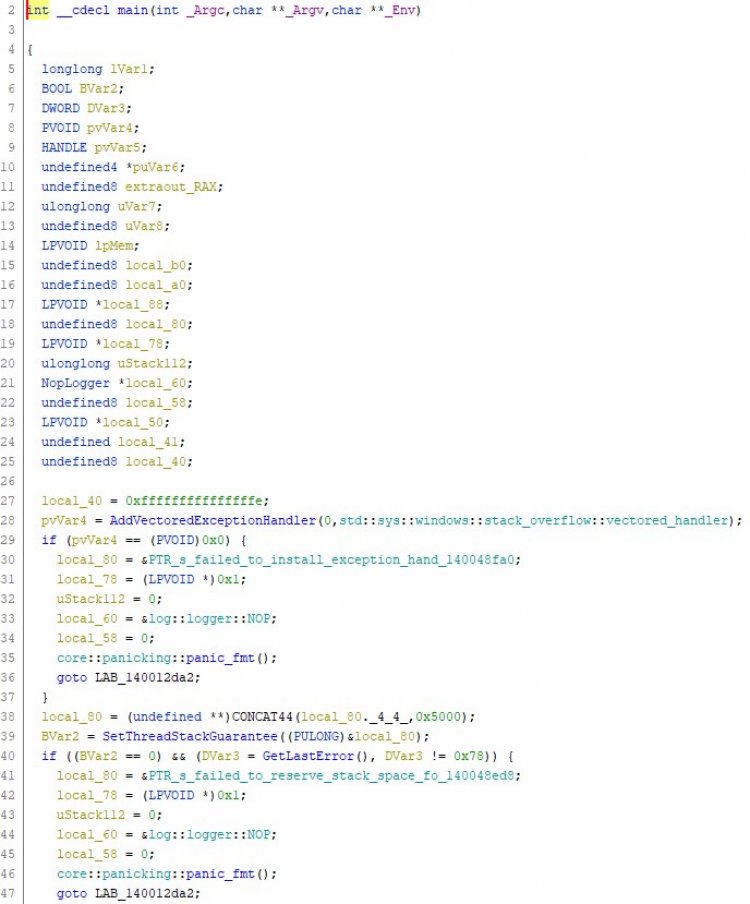 2 int __cdecl main(int _Argc,char **_Argv,char **_Env)
3
4 {
5 longlong lVar1;
6 BOOL BVar2;
7 DWORD DVar3;
8 PVOID pvVar4;
9 HANDLE pvVar5;
10 undefined4 *puVar6;
11 undefined8 extraout_RAX;
12 ulonglong uVar7;
13 undefined8 uVar8;
14 LPVOID lpMem;
15 undefined8 local_b0;
16 undefined8 local_a0;
17 LPVOID *local_88;
18 undefined8 local_80;
19 LPVOID *local_78;
20 ulonglong uStack112;
21 NopLogger *local_60;
22 undefined8 local_58;
23 LPVOID *local_50;
24 undefined local_41;
25 undefined8 local_40;
26
27 local_40 = 0xfffffffffffffffe;
28 pvVar4 = AddVectoredExceptionHandler(0,std::sys::windows::stack_overflow::vectored_handler);
29 if (pvVar4 == (PVOID)0x0) {
30 local_80 = &PTR_s_failed_to_install_exception_hand_140048fa0;
31 local_78 = (LPVOID *)0x1;
32 uStack112 = 0;
33 local_60 = &log::logger::NOP;
34 local_58 = 0;
35 core::panicking::panic_fmt();
36 goto LAB_140012da2;
37 }
38 local_80 = (undefined **)CONCAT44(local_80._4_4_,0x5000);
39 BVar2 = SetThreadStackGuarantee((PULONG)&local_80);
40 if ((BVar2 == 0) && (DVar3 = GetLastError(), DVar3 != 0x78)) {
41 local_80 = &PTR_s_failed_to_reserve_stack_space_fo_140048ed8;
42 local_78 = (LPVOID *)0x1;
43 uStack112 = 0;
44 local_60 = &log::logger::NOP;
45 local_58 = 0;
46 core::panicking::panic_fmt();
47 goto LAB_140012da2;